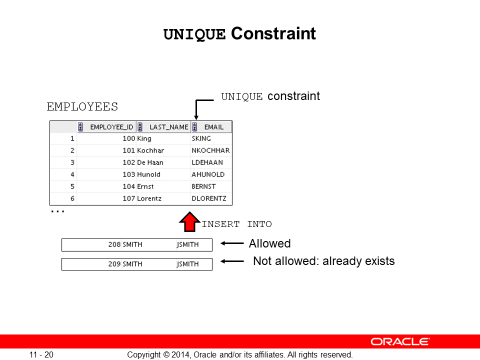 UNIQUE Constraint
UNIQUE constraint
EMPLOYEES
EMPLOYEE_ID LAST_NAME EMAIL
1 100 King SKING
2 101 Kochhar NKOCHHAR
3 102 De Haan LDEHAAN
4 103 Hunold AHUNOLD
5 104 Ernst BERNST
6 107 Lorentz DLORENTZ
...
INSERT INTO
208 SMITH JSMITH Allowed
209 SMITH JSMITH Not allowed: already exists
ORACLE
11 - 20 Copyright © 2014, Oracle and/or its affiliates. All rights reserved.